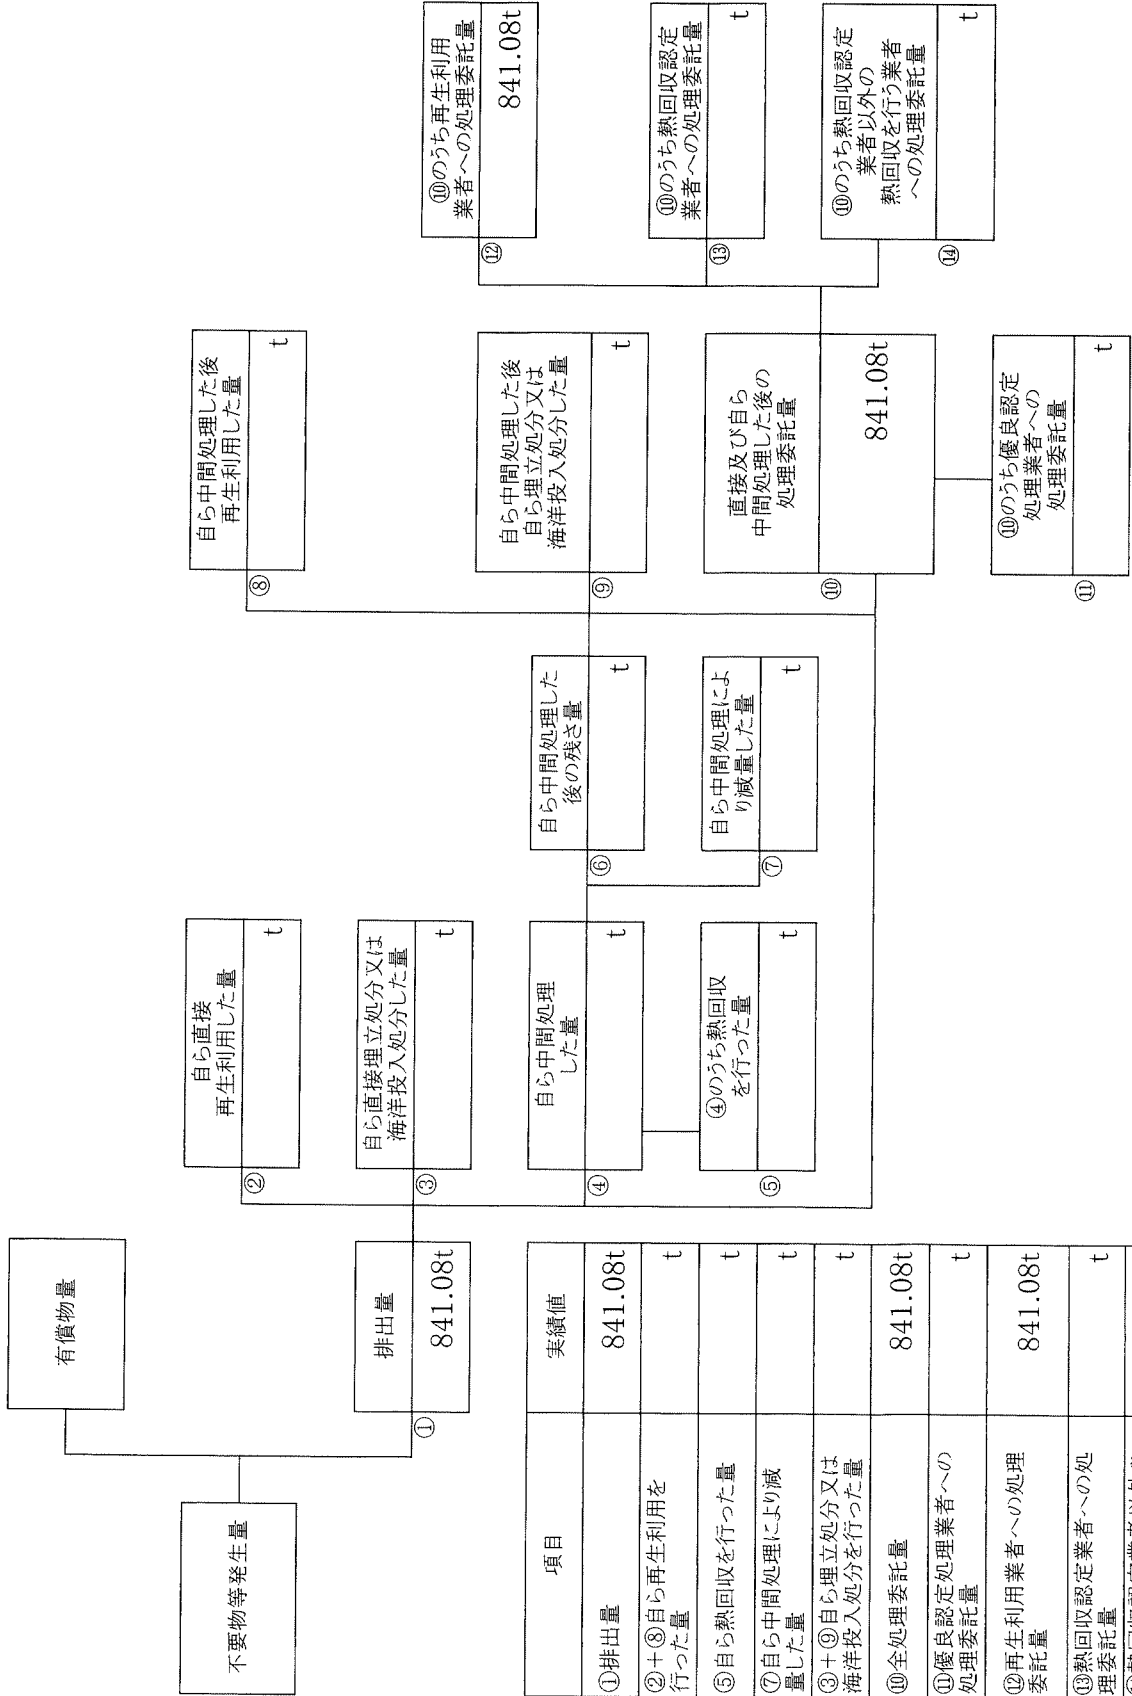 有償物量
不要物等発生量
排出量
①
841.08t
自ら直接
再生利用した量
②
t
自ら直接埋立処分又は
海洋投入処分した量
③
t
自ら中間処理
した量
④
t
④のうち熱回収
を行った量
⑤
t
自ら中間処理した
後の残さ量
⑥
t
自ら中間処理によ
り減量した量
⑦
t
自ら中間処理した後
再生利用した量
⑧
t
自ら中間処理した後
自ら埋立処分又は
海洋投入処分した量
⑨
t
直接及び自ら
中間処理した後の
処理委託量
⑩
841.08t
⑩のうち優良認定
処理業者への
処理委託量
⑪
t
⑩のうち再生利用
業者への処理委託量
⑫
841.08t
⑩のうち熱回収認定
業者への処理委託量
⑬
t
⑩のうち熱回収認定
業者以外の
熱回収を行う業者
への処理委託量
⑭
t
項目 実績値
①排出量 841.08t
②+⑧自ら再生利用を
行った量 t
⑤自ら熱回収を行った量 t
⑦自ら中間処理により減
量した量 t
③+⑨自ら埋立処分又は
海洋投入処分を行った量 t
⑩全処理委託量 841.08t
⑪優良認定処理業者への
処理委託量 t
⑫再生利用業者への処理
委託量 841.08t
⑬熱回収認定業者への処
理委託量 t